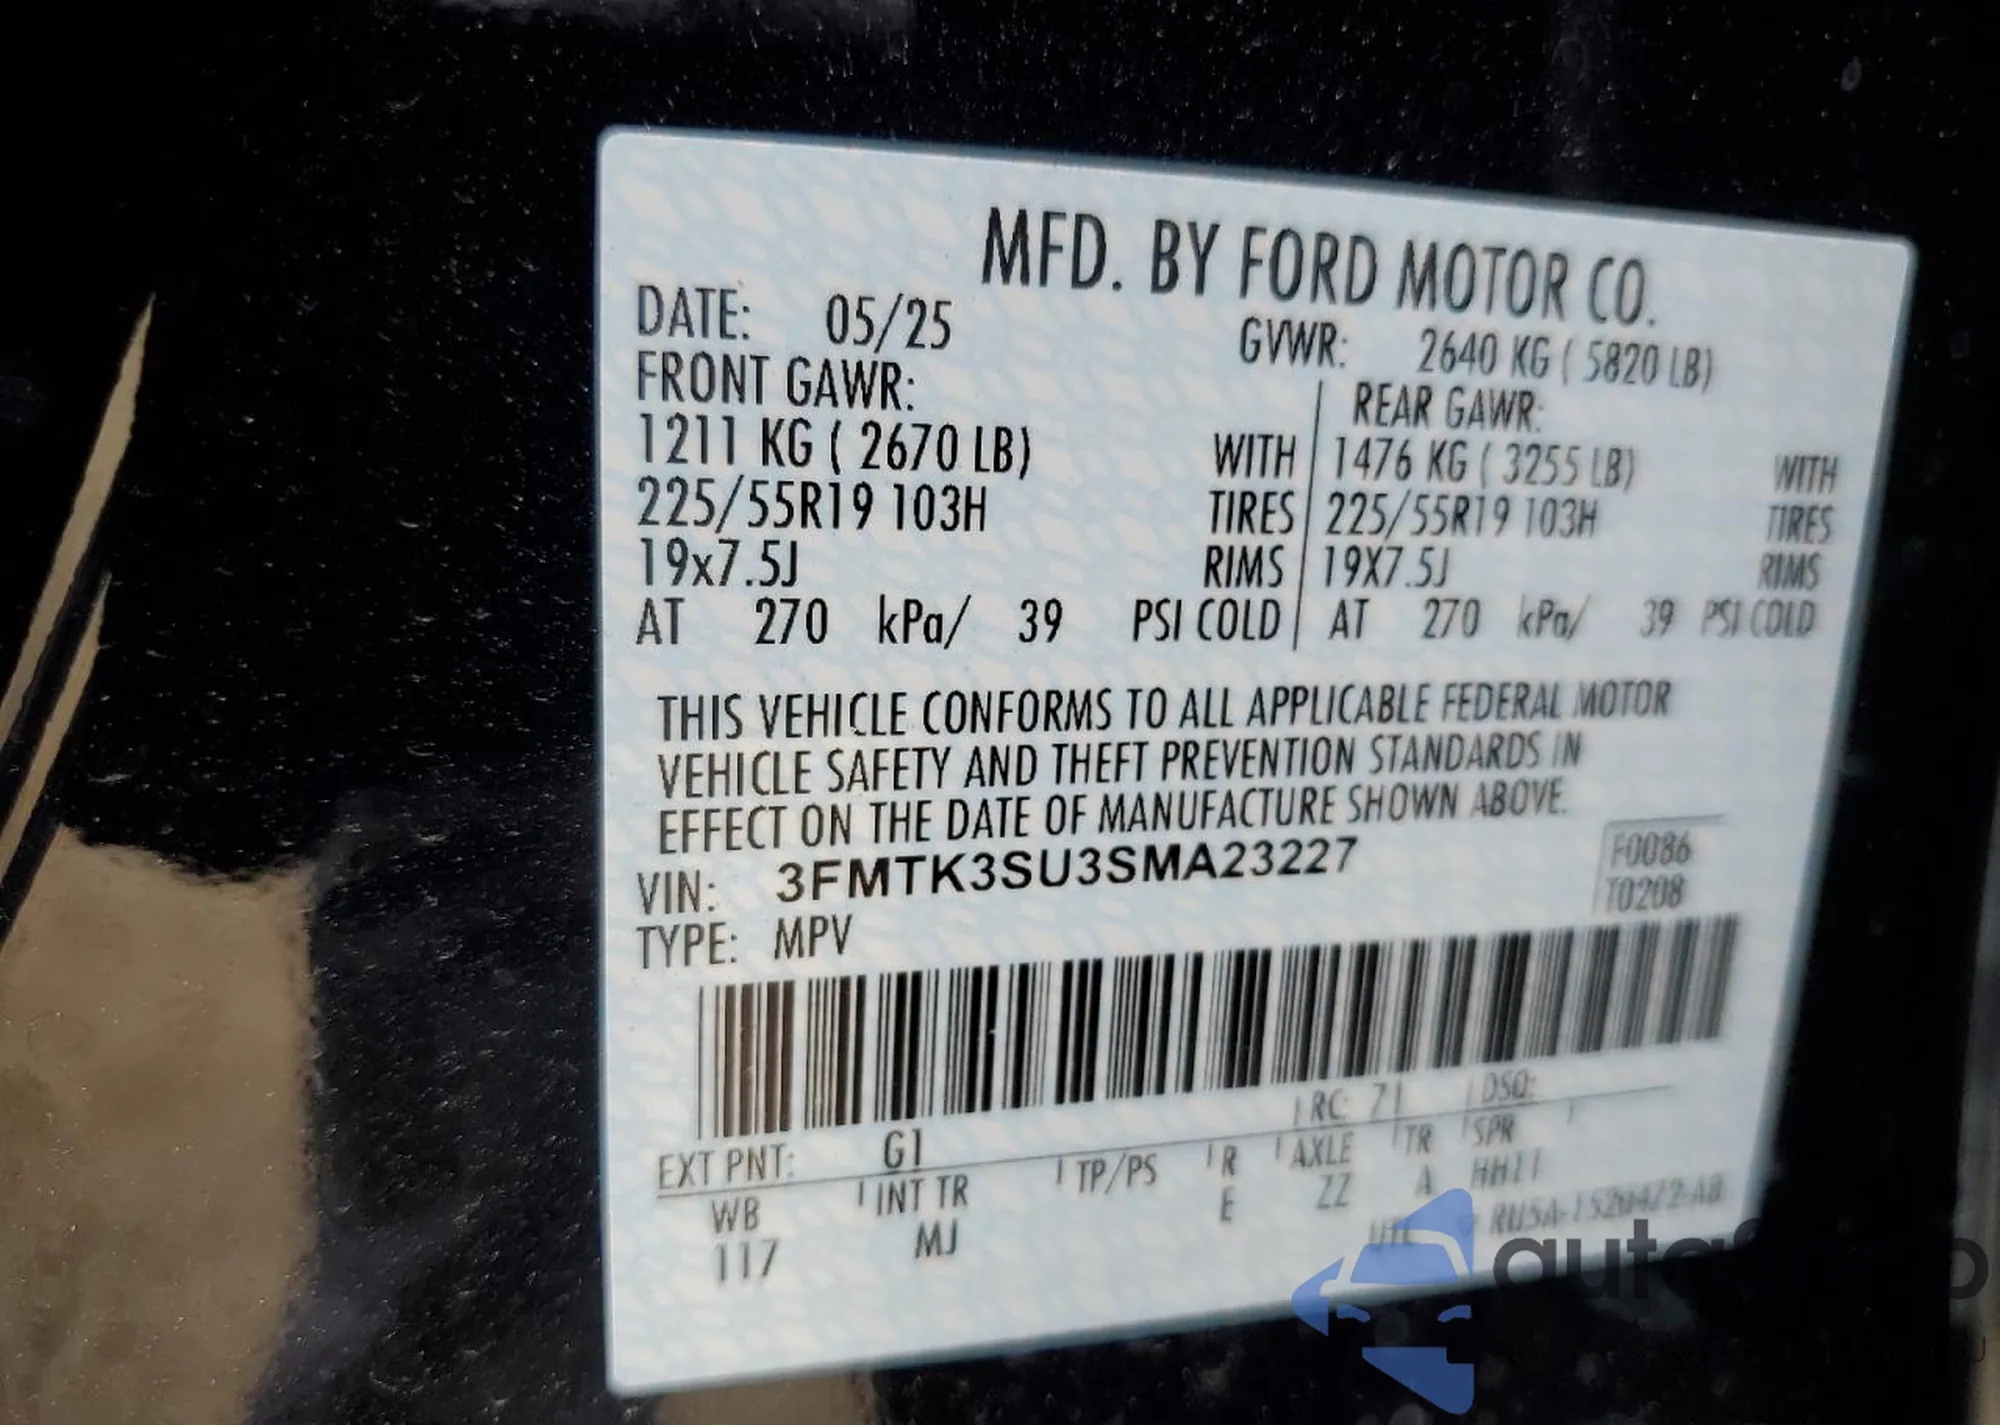 MFD. BY FORD MOTOR CO.
DATE: 05/25 GVWR: 2640 KG ( 5820 LB)
FRONT GAWR: REAR GAWR:
1211 KG ( 2670 LB) WITH 1476 KG ( 3255 LB) WITH
225/55R19 103H TIRES 225/55R19 103H TIRES
19x7.5J RIMS 19X7.5J RIMS
AT 270 kPa/ 39 PSI COLD AT 270 kPa/ 39 PSI COLD
THIS VEHICLE CONFORMS TO ALL APPLICABLE FEDERAL MOTOR
VEHICLE SAFETY AND THEFT PREVENTION STANDARDS IN
EFFECT ON THE DATE OF MANUFACTURE SHOWN ABOVE.
VIN: 3FMTK3SU3SMA23227
F0086
T0208
TYPE: MPV
EXT PNT: G1 RC: 71 DSO:
WB INT TR TP/PS R AXLE TR SPR
117 MJ E ZZ A HH11
UTC